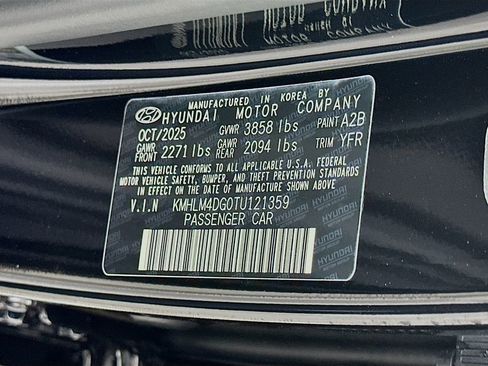 MANUFACTURED IN KOREA BY
HYUNDAI MOTOR COMPANY
OCT/2025 GVWR 3858 lbs PAINT A2B
GAWR FRONT 2271 lbs GAWR REAR 2094 lbs TRIM YFR
THIS VEHICLE CONFORMS TO ALL APPLICABLE U.S.A. FEDERAL
MOTOR VEHICLE SAFETY, BUMPER, AND THEFT PREVENTION STANDARDS
IN EFFECT ON THE DATE OF MANUFACTURE SHOWN ABOVE.
V.I.N KMHLM4DG0TU121359
PASSENGER CAR